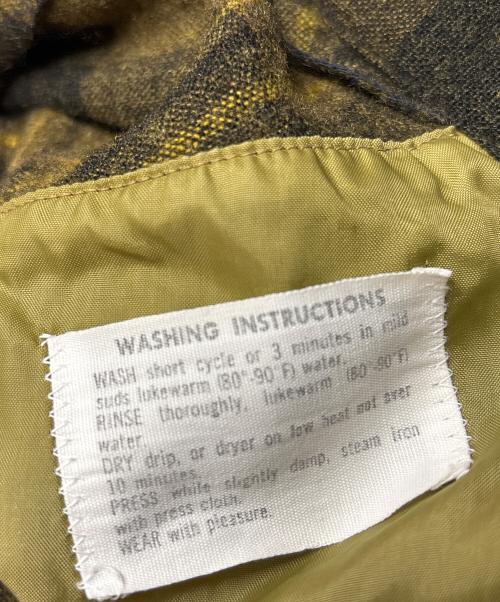 WASHING INSTRUCTIONS
WASH short cycle or 3 minutes in mild
suds lukewarm (80°-90°F) water.
RINSE thoroughly, lukewarm (80°-90°F)
water.
DRY drip, or dryer on low heat not over
10 minutes.
PRESS while slightly damp, steam iron
with press cloth.
WEAR with pleasure.